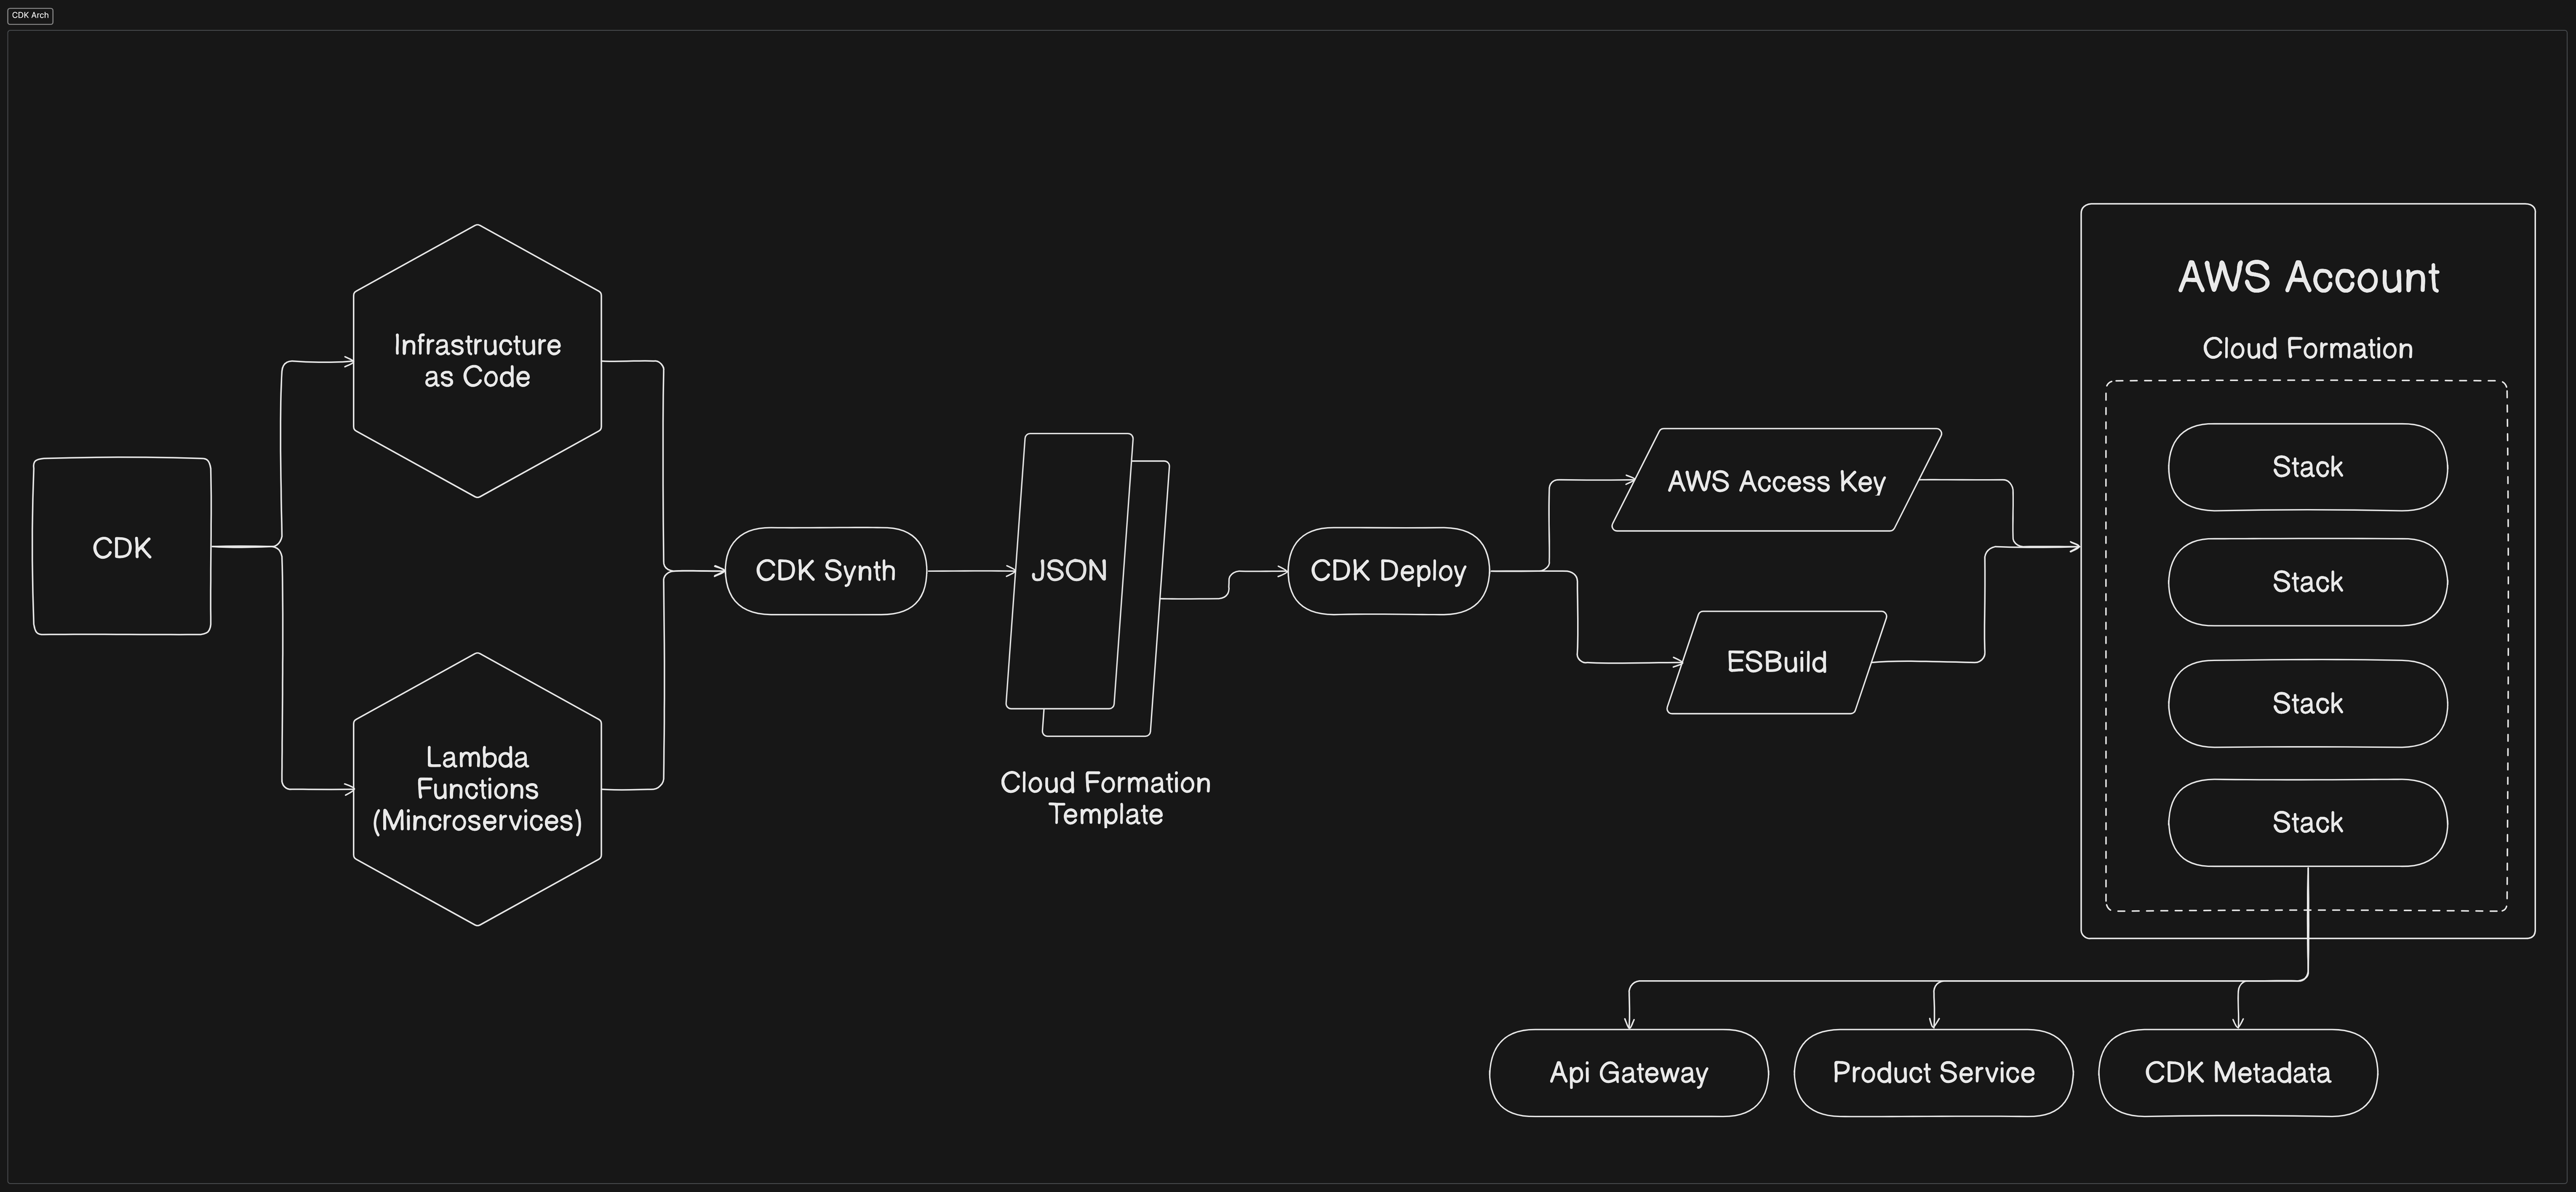 CDK Arch
CDK
Infrastructure
as Code
Lambda
Functions
(Mincroservices)
CDK Synth
JSON
Cloud Formation
Template
CDK Deploy
AWS Access Key
ESBuild
AWS Account
Cloud Formation
Stack
Stack
Stack
Stack
Api Gateway
Product Service
CDK Metadata